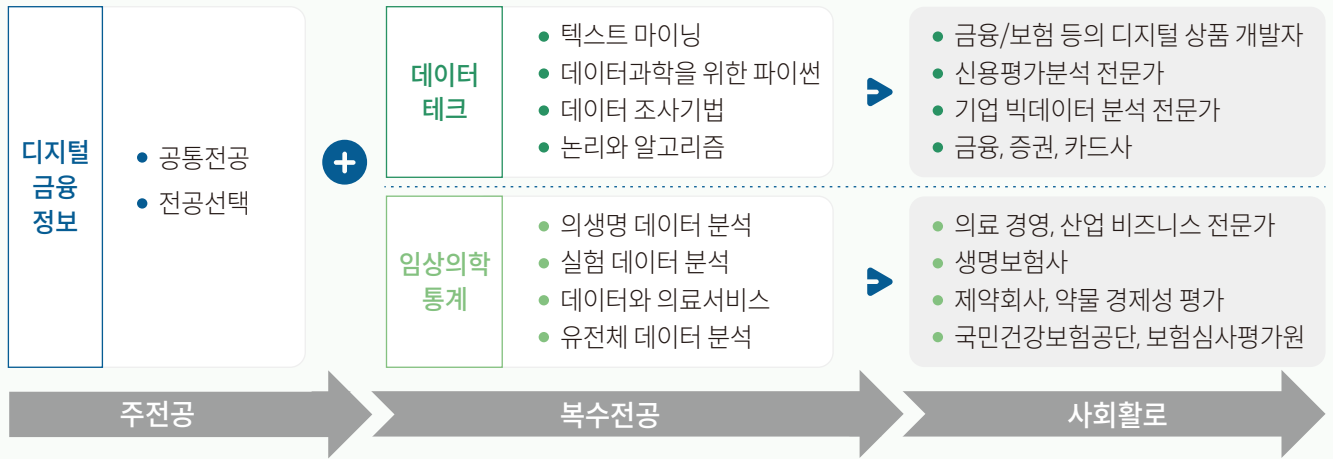 디지털
금융
정보
공통전공
전공선택
데이터
테크
텍스트 마이닝
데이터과학을 위한 파이썬
데이터 조사기법
논리와 알고리즘
금융/보험 등의 디지털 상품 개발자
신용평가분석 전문가
기업 빅데이터 분석 전문가
금융, 증권, 카드사
임상의학
통계
의생명 데이터 분석
실험 데이터 분석
데이터와 의료서비스
유전체 데이터 분석
의료 경영, 산업 비즈니스 전문가
생명보험사
제약회사, 약물 경제성 평가
국민건강보험공단, 보험심사평가원
주전공
복수전공
사회활로